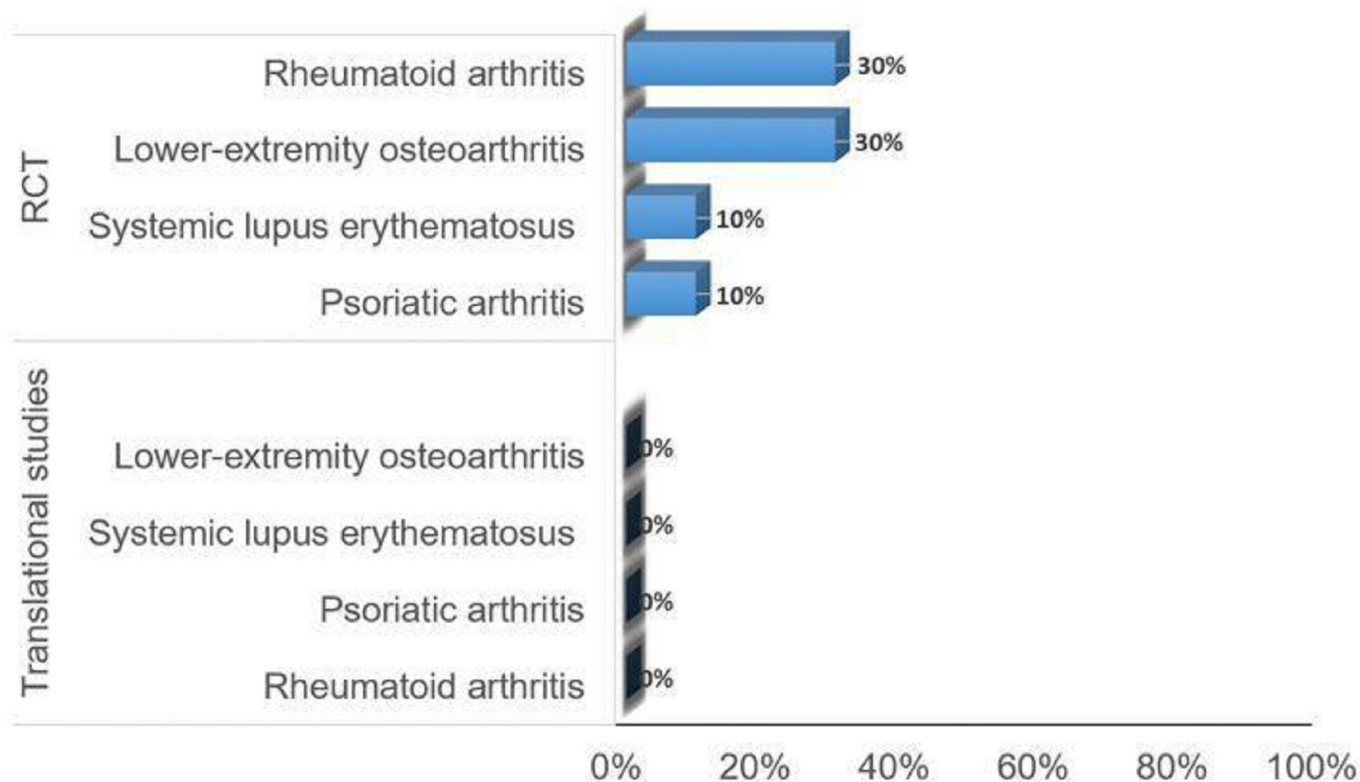 RCT
Rheumatoid arthritis 30%
Lower-extremity osteoarthritis 30%
Systemic lupus erythematosus 10%
Psoriatic arthritis 10%
Translational studies
Lower-extremity osteoarthritis 0%
Systemic lupus erythematosus 0%
Psoriatic arthritis 0%
Rheumatoid arthritis 0%
0% 20% 40% 60% 80% 100%